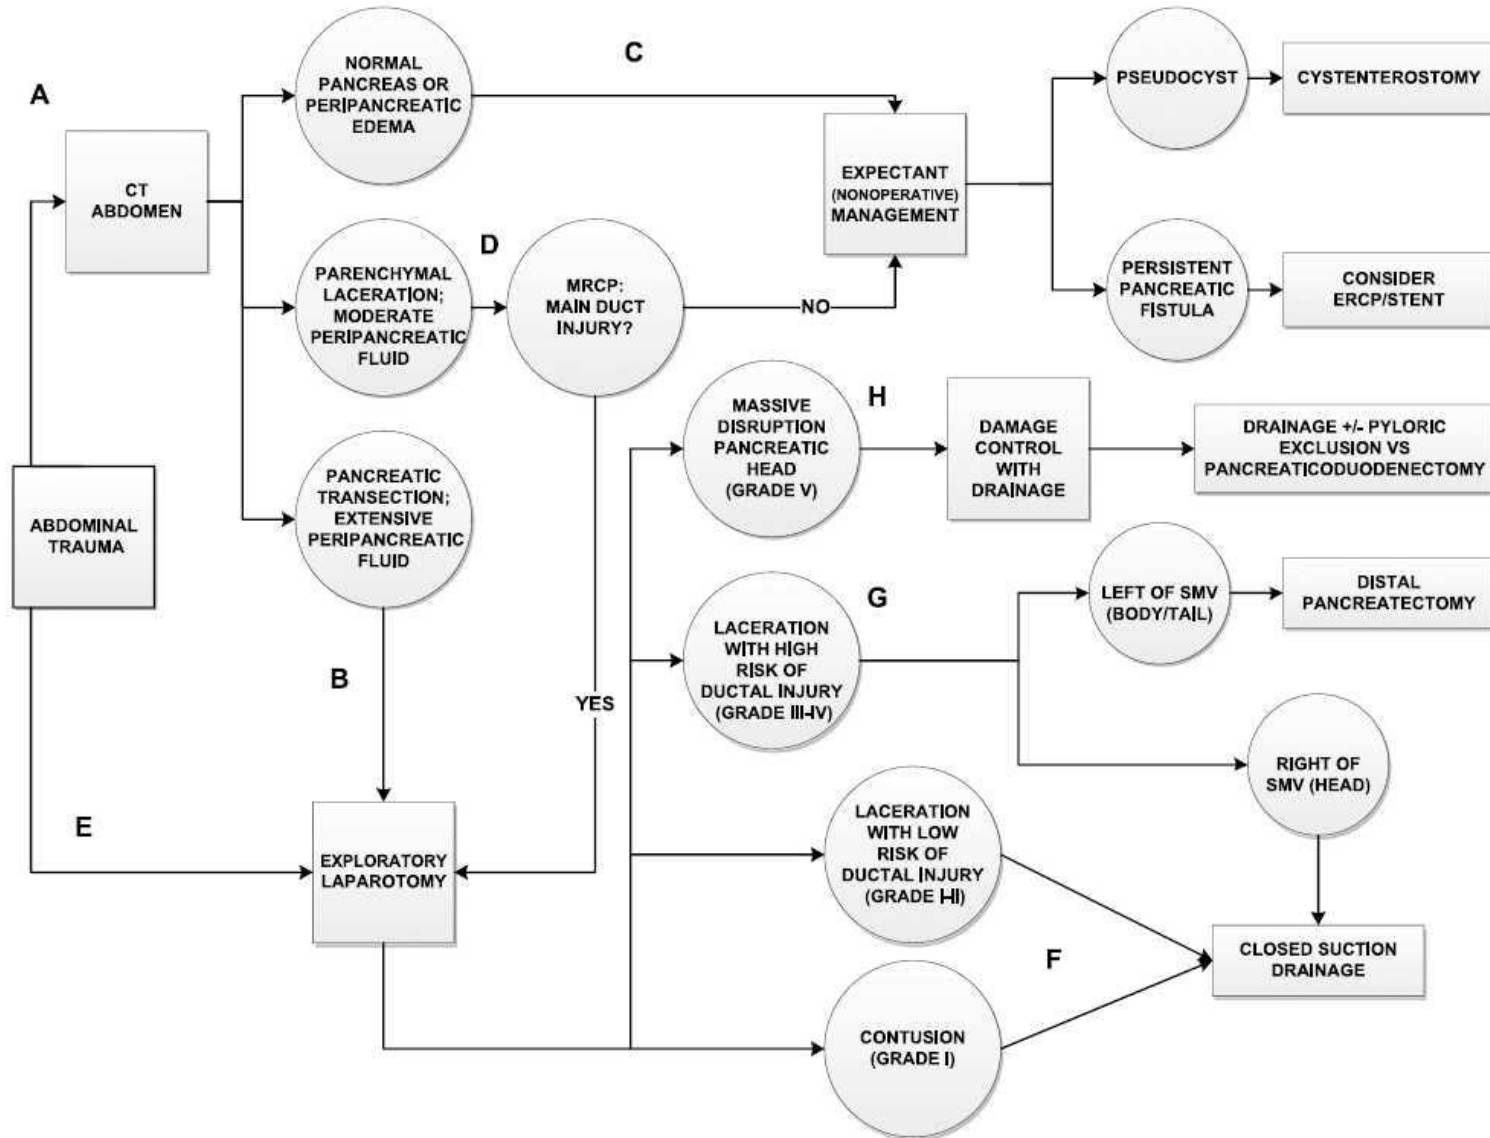 A
CT
ABDOMEN
ABDOMINAL
TRAUMA
E
NORMAL
PANCREAS OR
PERIPANCREATIC
EDEMA
C
PARENCHYMAL
LACERATION;
MODERATE
PERIPANCREATIC
FLUID
D
MRCP:
MAIN DUCT
INJURY?
NO
YES
PANCREATIC
TRANSECTION;
EXTENSIVE
PERIPANCREATIC
FLUID
B
EXPLORATORY
LAPAROTOMY
EXPECTANT
(NONOPERATIVE)
MANAGEMENT
PSEUDOCYST
CYSTENTEROSTOMY
PERSISTENT
PANCREATIC
FISTULA
CONSIDER
ERCP/STENT
MASSIVE
DISRUPTION
PANCREATIC
HEAD
(GRADE V)
H
DAMAGE
CONTROL
WITH
DRAINAGE
DRAINAGE +/- PYLORIC
EXCLUSION VS
PANCREATICODUODENECTOMY
LACERATION
WITH HIGH
RISK OF
DUCTAL INJURY
(GRADE III-IV)
G
LEFT OF SMV
(BODY/TAIL)
DISTAL
PANCREATECTOMY
RIGHT OF
SMV (HEAD)
LACERATION
WITH LOW
RISK OF
DUCTAL INJURY
(GRADE I-II)
F
CONTUSION
(GRADE I)
CLOSED SUCTION
DRAINAGE